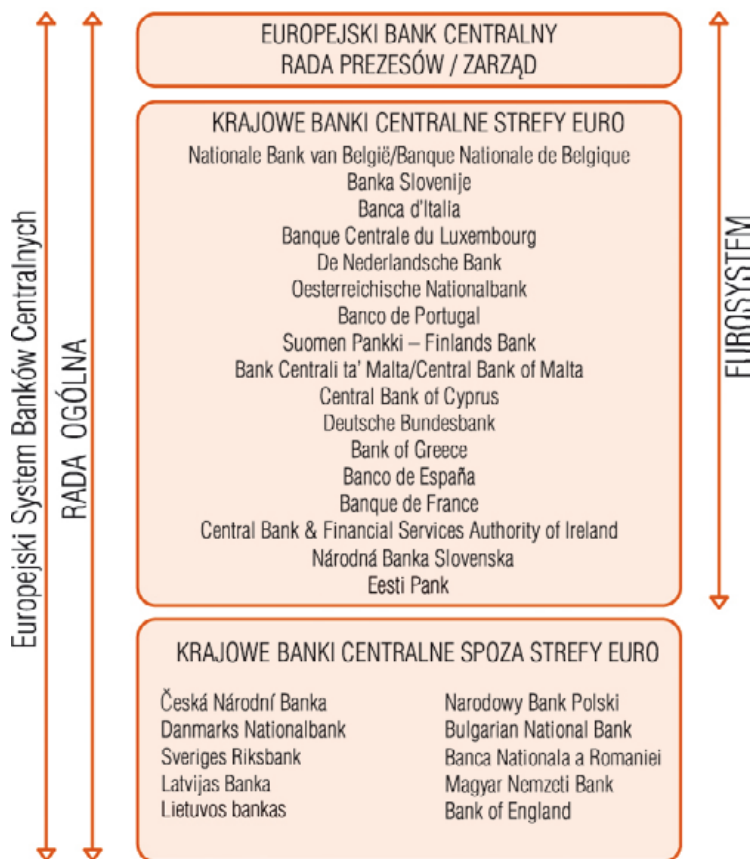 EUROPEJSKI BANK CENTRALNY
RADA PREZESÓW / ZARZĄD
KRAJOWE BANKI CENTRALNE STREFY EURO
Nationale Bank van België/Banque Nationale de Belgique
Banka Slovenije
Banca d'Italia
Banque Centrale du Luxembourg
De Nederlandsche Bank
Oesterreichische Nationalbank
Banco de Portugal
Suomen Pankki – Finlands Bank
Bank Centrali ta' Malta/Central Bank of Malta
Central Bank of Cyprus
Deutsche Bundesbank
Bank of Greece
Banco de España
Banque de France
Central Bank & Financial Services Authority of Ireland
Národná Banka Slovenska
Eesti Pank
KRAJOWE BANKI CENTRALNE SPOZA STREFY EURO
Česká Národní Banka
Danmarks Nationalbank
Sveriges Riksbank
Latvijas Banka
Lietuvos bankas
Narodowy Bank Polski
Bulgarian National Bank
Banca Nationala a Romaniei
Magyar Nemzeti Bank
Bank of England
Europejski System Banków Centralnych
RADA OGÓLNA
EUROSYSTEM